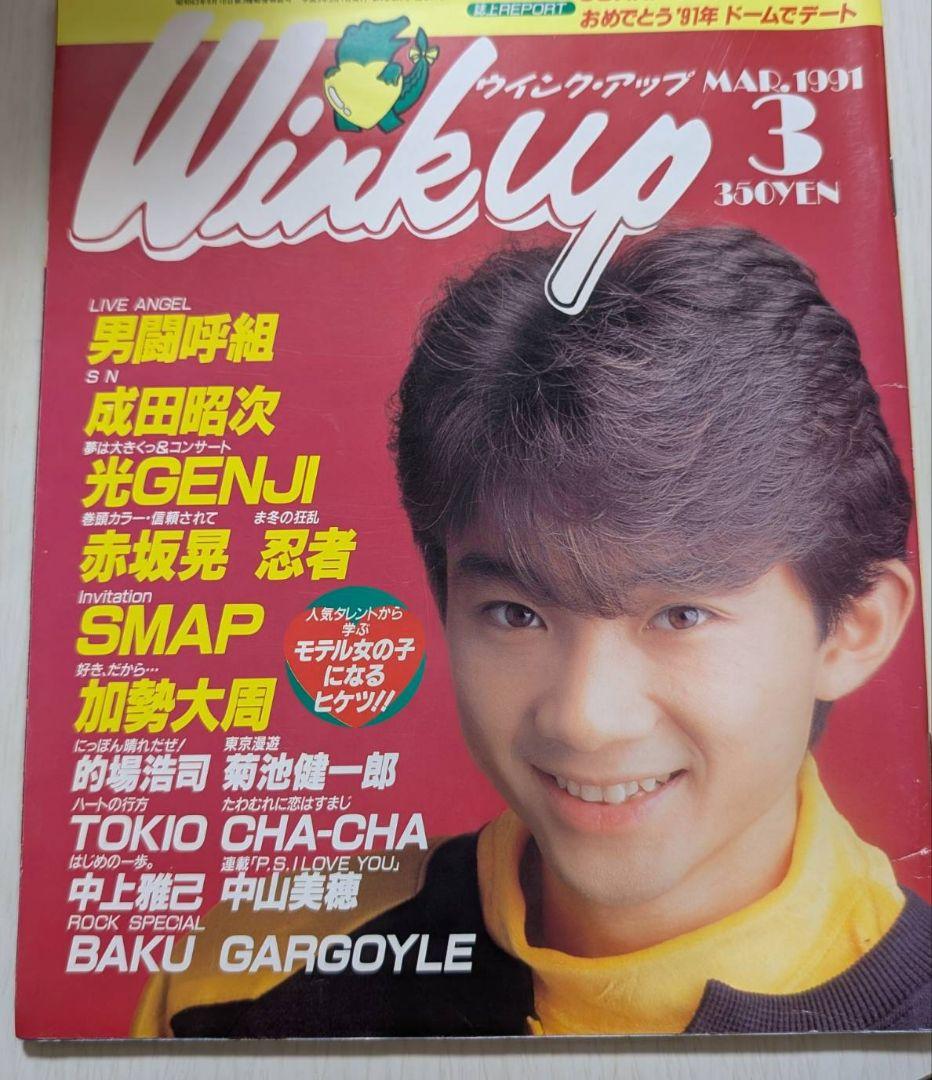 誌上REPORT
おめでとう'91年 ドームでデート
Wink up
ウインク・アップ MAR.1991
3
350YEN
LIVE ANGEL
男闘呼組
S N
成田昭次
夢は大きくっ&コンサート
光GENJI
巻頭カラー・信頼されて ま冬の狂乱
赤坂晃 忍者
Invitation
SMAP
好き、だから…
加勢大周
人気タレントから
学ぶ
モテル女の子
になる
ヒケツ!!
にっぽん晴れだぜ! 東京漫遊
的場浩司 菊池健一郎
ハートの行方 たわむれに恋はすまじ
TOKIO CHA-CHA
はじめの一歩。 連載「P.S.I LOVE YOU」
中上雅己 中山美穂
ROCK SPECIAL
BAKU GARGOYLE